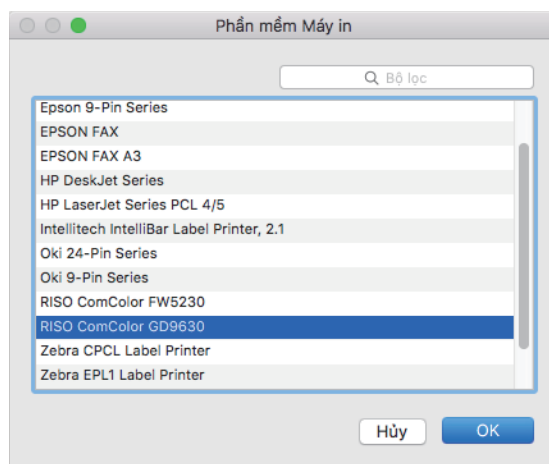 Phần mềm Máy in
Bộ lọc
Epson 9-Pin Series
EPSON FAX
EPSON FAX A3
HP DeskJet Series
HP LaserJet Series PCL 4/5
Intellitech IntelliBar Label Printer, 2.1
Oki 24-Pin Series
Oki 9-Pin Series
RISO ComColor FW5230
RISO ComColor GD9630
Zebra CPCL Label Printer
Zebra EPL1 Label Printer
Hủy
OK